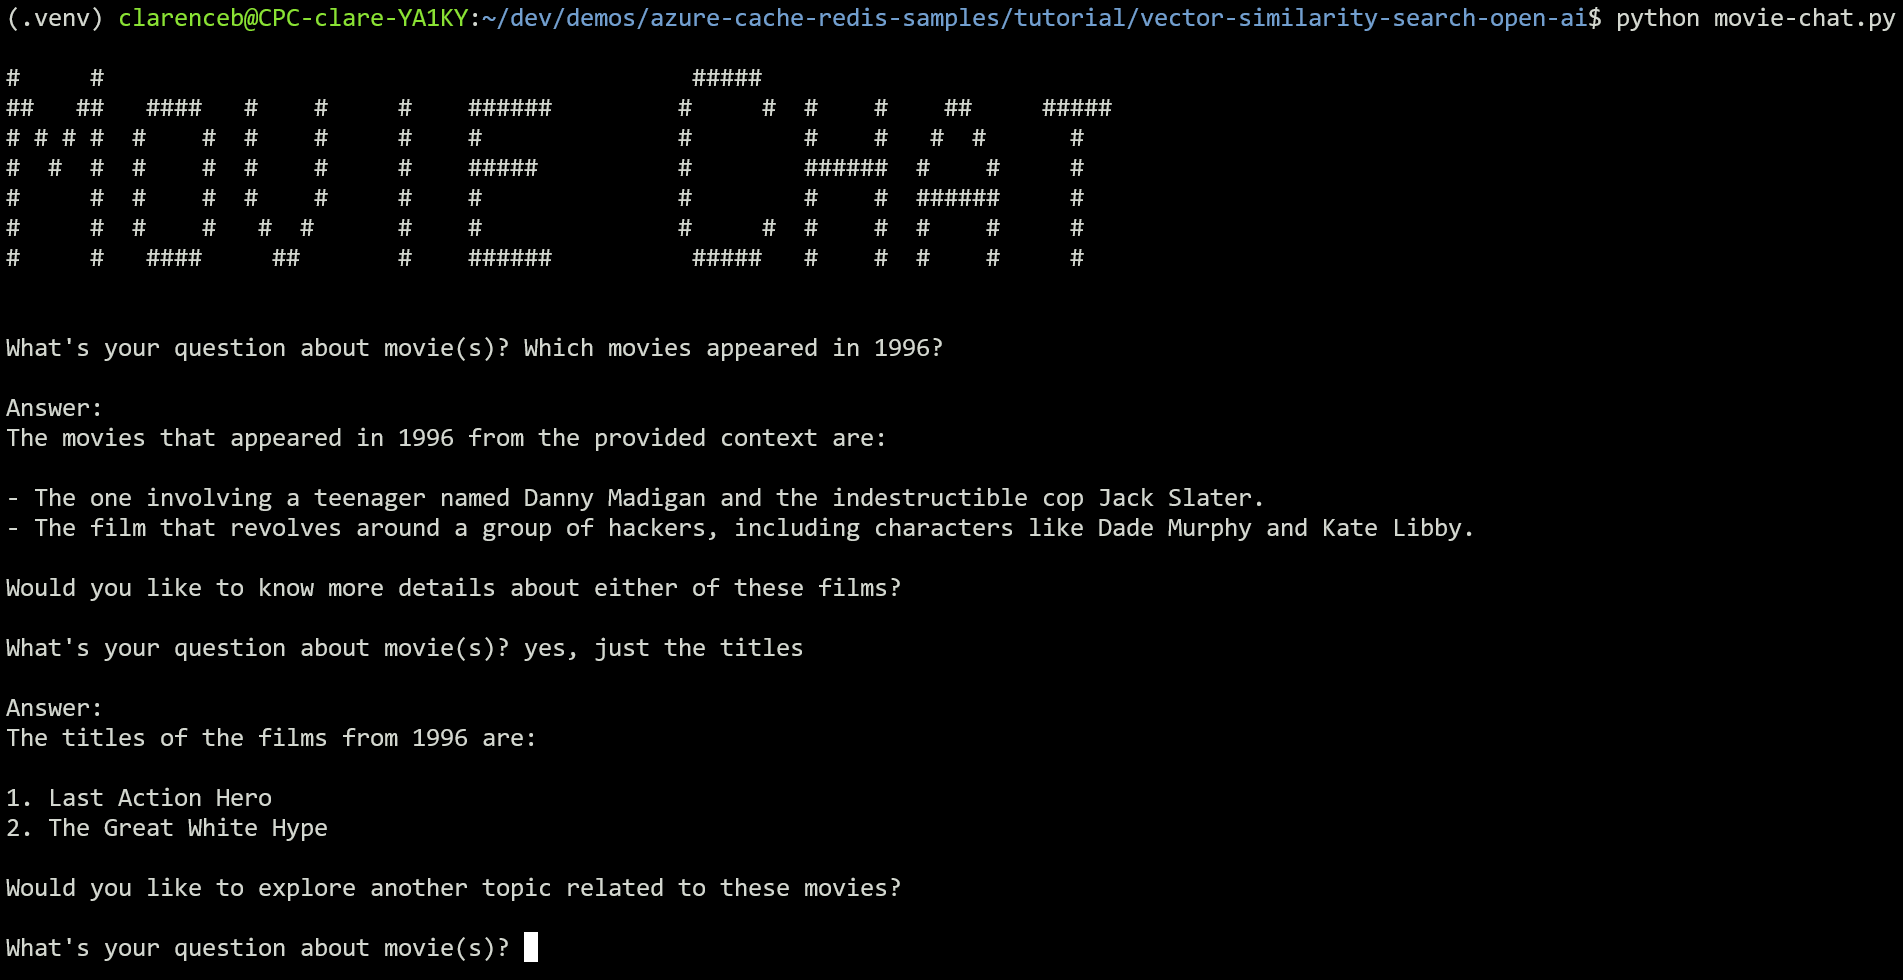 (.venv) clarenceb@CPC-clare-YA1KY:~/dev/demos/azure-cache-redis-samples/tutorial/vector-similarity-search-open-ai$ python movie-chat.py
MOVIE CHAT
What's your question about movie(s)? Which movies appeared in 1996?
Answer:
The movies that appeared in 1996 from the provided context are:
- The one involving a teenager named Danny Madigan and the indestructible cop Jack Slater.
- The film that revolves around a group of hackers, including characters like Dade Murphy and Kate Libby.
Would you like to know more details about either of these films?
What's your question about movie(s)? yes, just the titles
Answer:
The titles of the films from 1996 are:
1. Last Action Hero
2. The Great White Hype
Would you like to explore another topic related to these movies?
What's your question about movie(s)?